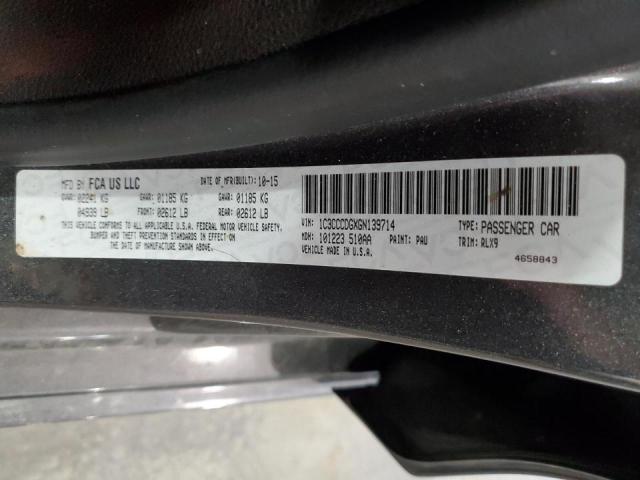 MFD BY FCA US LLC DATE OF MFR(BUILT): 10-15
GVWR: 02241 KG GAWR: 01185 KG GAWR: 01185 KG
04939 LB FRONT: 02612 LB REAR: 02612 LB
THIS VEHICLE CONFORMS TO ALL APPLICABLE U.S.A. FEDERAL MOTOR VEHICLE SAFETY,
BUMPER AND THEFT PREVENTION STANDARDS IN EFFECT ON
THE DATE OF MANUFACTURE SHOWN ABOVE.
VIN: 1C3CCCDGXGN139714 TYPE: PASSENGER CAR
MDH: 101223 510AA PAINT: PAU TRIM: RLX9
VEHICLE MADE IN U.S.A.
4658843